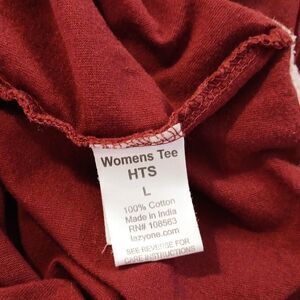 Womens Tee
HTS
L
100% Cotton
Made in India
RN# 108563
lazyone.com
SEE REVERSE FOR
CARE INSTRUCTIONS